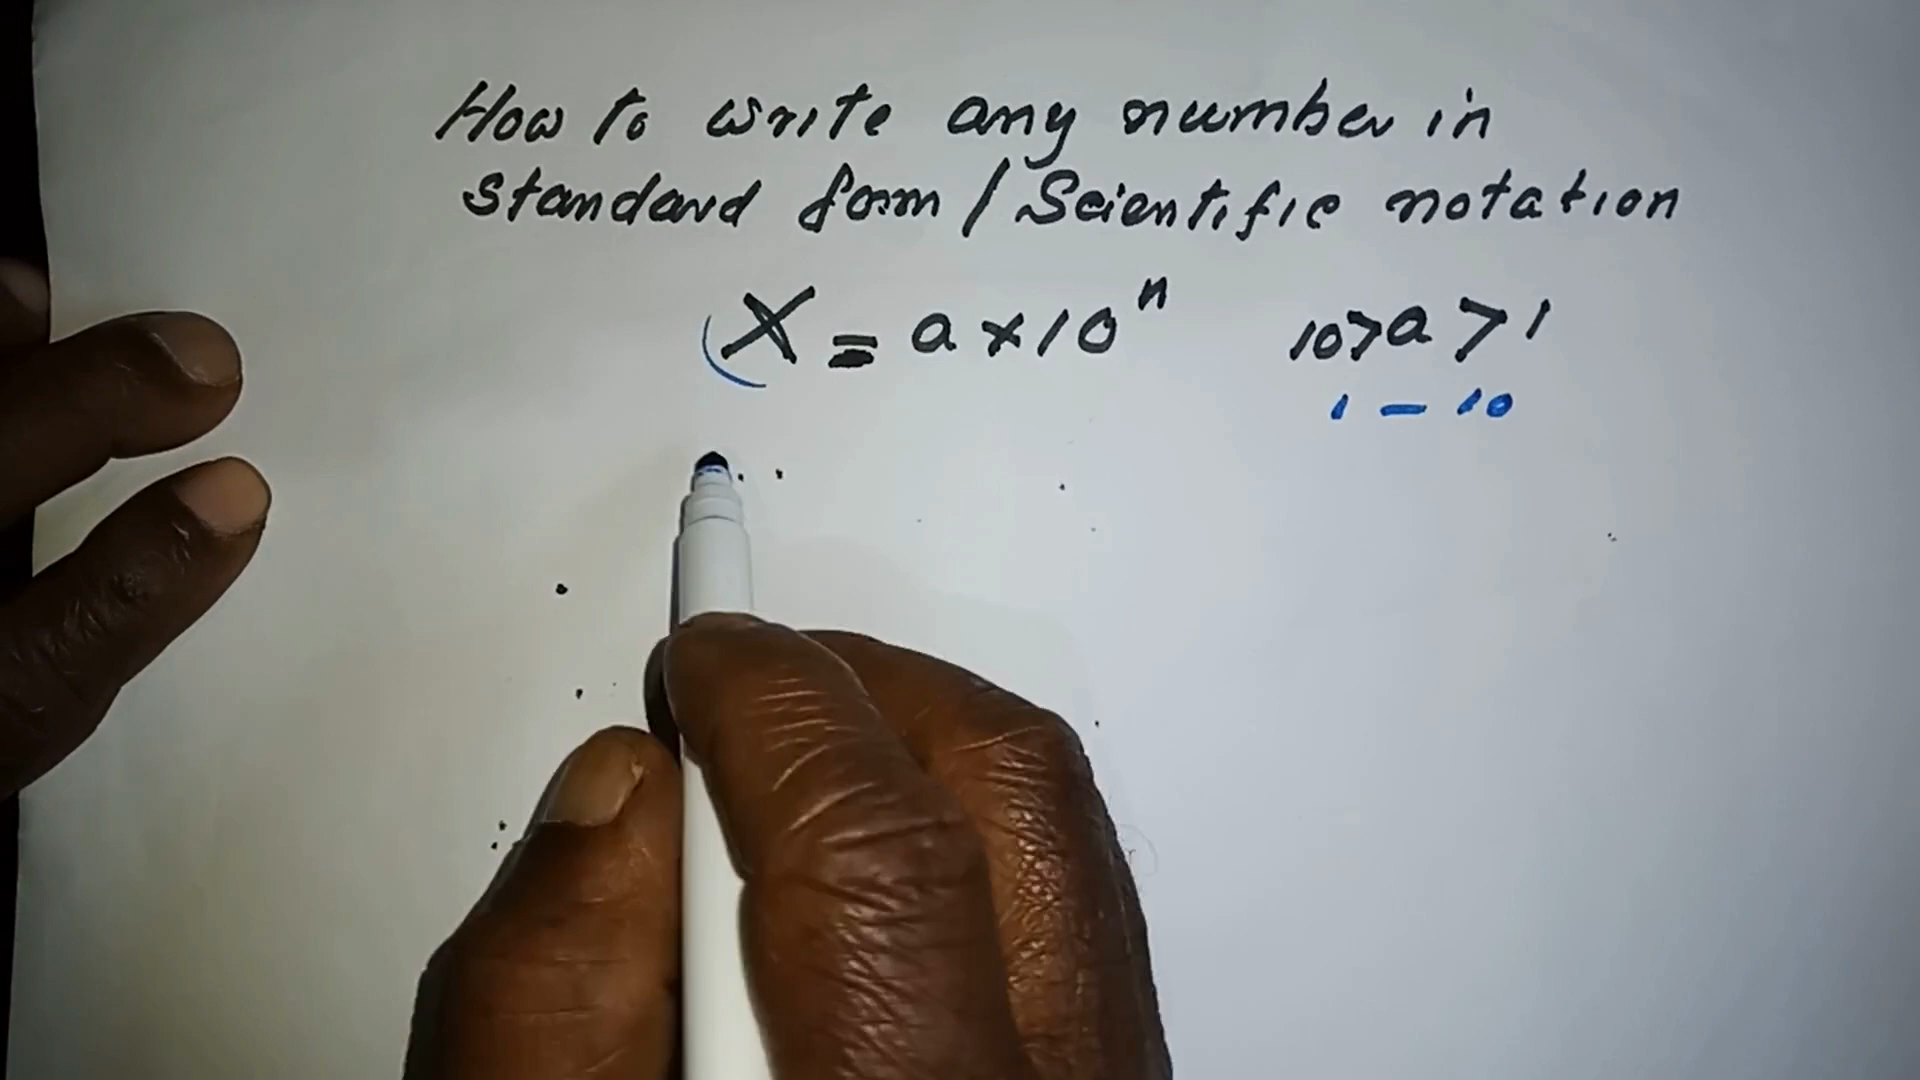 How to write any number in
standard form / Scientific notation
X = a × 10ⁿ 10 > a > 1
1 – 10